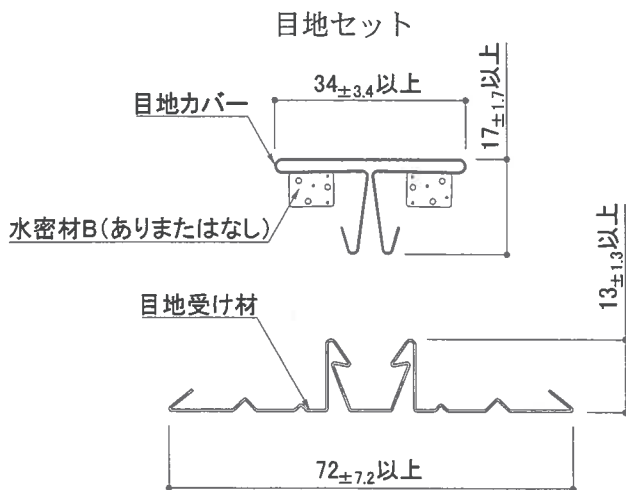 目地セット
34±3.4以上
目地カバー
17±1.7以上
水密材B(ありまたはなし)
13±1.3以上
目地受け材
72±7.2以上